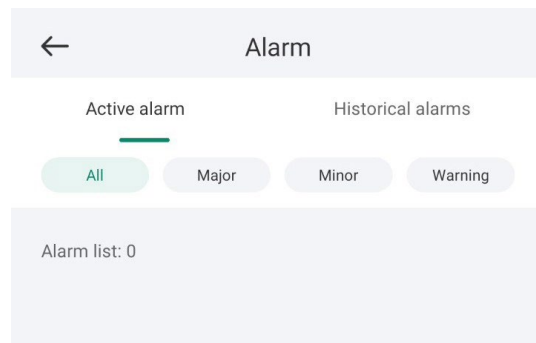 Alarm
Active alarm Historical alarms
All Major Minor Warning
Alarm list: 0